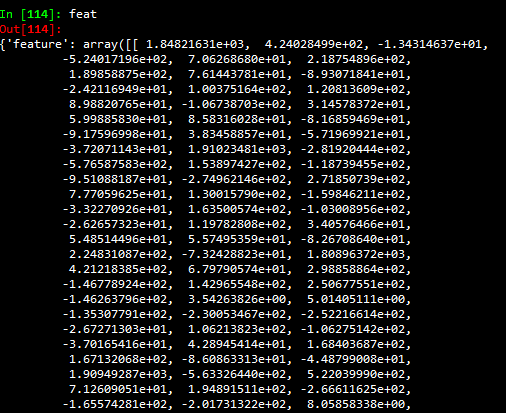 In [114]: feat
Out[114]:
{'feature': array([[ 1.84821631e+03,  4.24028499e+02, -1.34314637e+01,
        -5.24017196e+02,  7.06268680e+01,  2.18754896e+02,
         1.89858875e+02,  7.61443781e+01, -8.93071841e+01,
        -2.42116949e+01,  1.00375164e+02,  1.20813609e+02,
         8.98820765e+01, -1.06738703e+02,  3.14578372e+01,
         5.99885830e+01,  8.58316028e+01, -8.16859469e+01,
        -9.17596998e+01,  3.83458857e+01, -5.71969921e+01,
        -3.72071143e+01,  1.91023481e+03, -2.81920444e+02,
        -5.76587583e+02,  1.53897427e+02, -1.18739455e+02,
        -9.51088187e+01, -2.74962146e+02,  2.71850739e+02,
         7.77059625e+01,  1.30015790e+02, -1.59846211e+02,
        -3.32270926e+01,  1.63500574e+02, -1.03008956e+02,
        -2.62657323e+01,  1.19782808e+02,  3.40576466e+01,
         5.48514496e+01,  5.57495359e+01, -8.26708640e+01,
         2.24831087e+02, -7.32428823e+01,  1.80896372e+03,
         4.21218385e+02,  6.79790574e+01,  2.98858864e+02,
        -1.46778924e+02,  1.42965548e+02,  2.50677551e+02,
        -1.46263796e+02,  3.54263826e+00,  5.01405111e+00,
        -1.35307791e+02, -2.30053467e+02, -2.52216614e+02,
        -2.67271303e+01,  1.06213823e+02, -1.06275142e+02,
        -3.70165416e+01,  4.28945414e+01,  1.68403687e+02,
         1.67132068e+02, -8.60863313e+01, -4.48799008e+01,
         1.90949287e+03, -5.63326440e+02,  5.22039990e+02,
         7.12609051e+01,  1.94892511e+02, -2.66611625e+02,
        -1.65574281e+02, -2.01731322e+02,  8.05858338e+00,